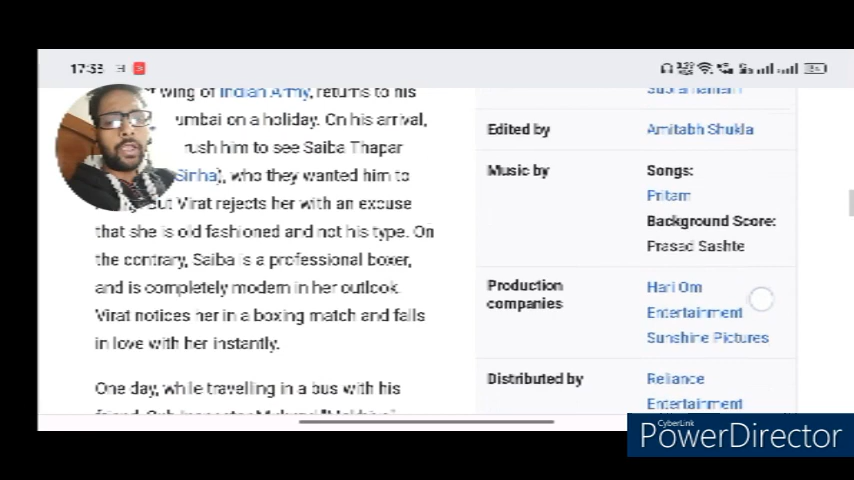 17:33
wing of Indian Army, returns to his
umbai on a holiday. On his arrival,
rush him to see Saiba Thapar
Sinha), who they wanted him to
But Virat rejects her with an excuse
that she is old fashioned and not his type. On
the contrary, Saiba is a professional boxer,
and is completely modern in her outlook.
Virat notices her in a boxing match and falls
in love with her instantly.
One day, while travelling in a bus with his
Edited by
Amitabh Shukla
Music by
Songs:
Pritam
Background Score:
Prasad Sashte
Production
companies
Hari Om
Entertainment
Sunshine Pictures
Distributed by
Reliance
Entertainment
CyberLink
PowerDirector